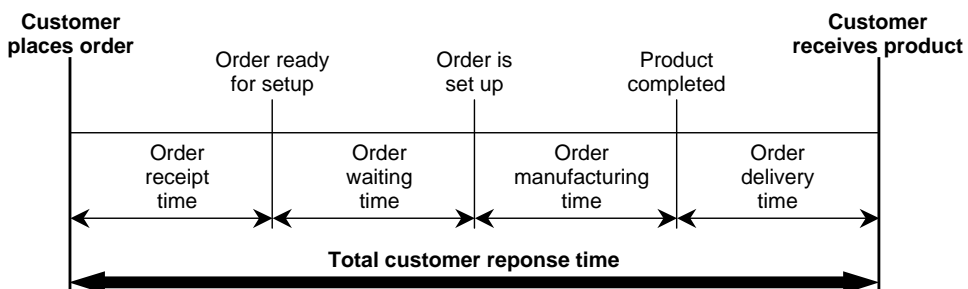 Customer
places order
Customer
receives product
Order ready
for setup
Order is
set up
Product
completed
Order
receipt
time
Order
waiting
time
Order
manufacturing
time
Order
delivery
time
Total customer reponse time